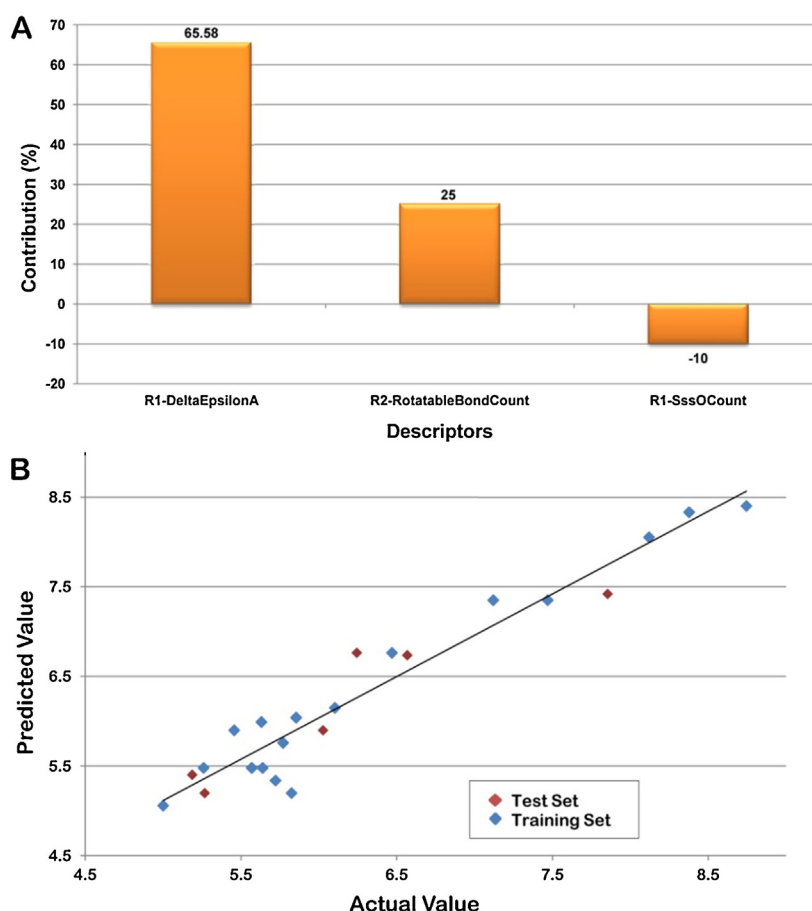 A
70
60
50
40
30
20
10
0
-10
-20
Contribution (%)
65.58
25
-10
R1-DeltaEpsilonA
R2-RotatableBondCount
R1-SssOCount
Descriptors
B
8.5
7.5
6.5
5.5
4.5
Predicted Value
Test Set
Training Set
4.5
5.5
6.5
7.5
8.5
Actual Value